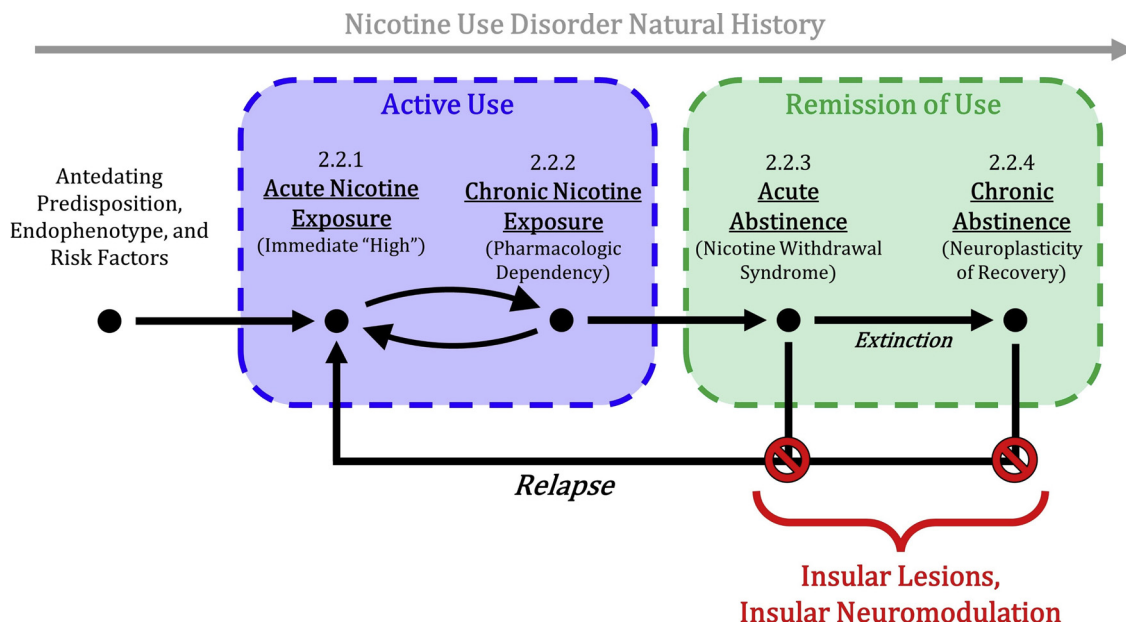 Nicotine Use Disorder Natural History
Active Use
Remission of Use
Antedating
Predisposition,
Endophenotype, and
Risk Factors
2.2.1
Acute Nicotine
Exposure
(Immediate “High”)
2.2.2
Chronic Nicotine
Exposure
(Pharmacologic
Dependency)
2.2.3
Acute
Abstinence
(Nicotine Withdrawal
Syndrome)
2.2.4
Chronic
Abstinence
(Neuroplasticity
of Recovery)
Extinction
Relapse
Insular Lesions,
Insular Neuromodulation